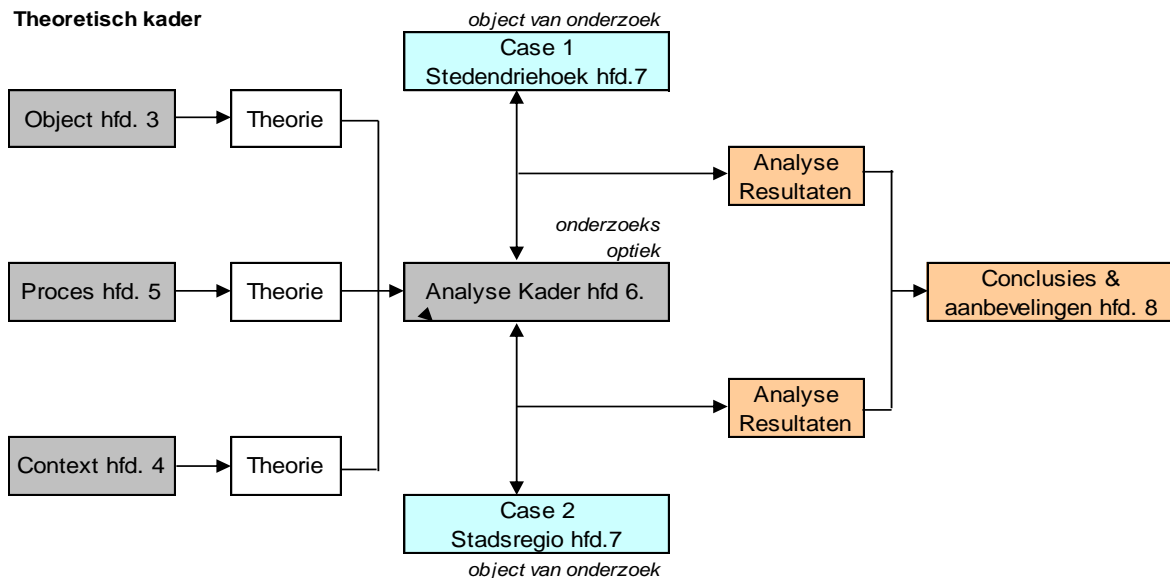 Theoretisch kader
object van onderzoek
Case 1
Stedendriehoek hfd.7
Object hfd. 3
Theorie
Analyse
Resultaten
onderzoeks
optiek
Proces hfd. 5
Theorie
Analyse Kader hfd 6.
Conclusies &
aanbevelingen hfd. 8
Analyse
Resultaten
Context hfd. 4
Theorie
Case 2
Stadsregio hfd.7
object van onderzoek